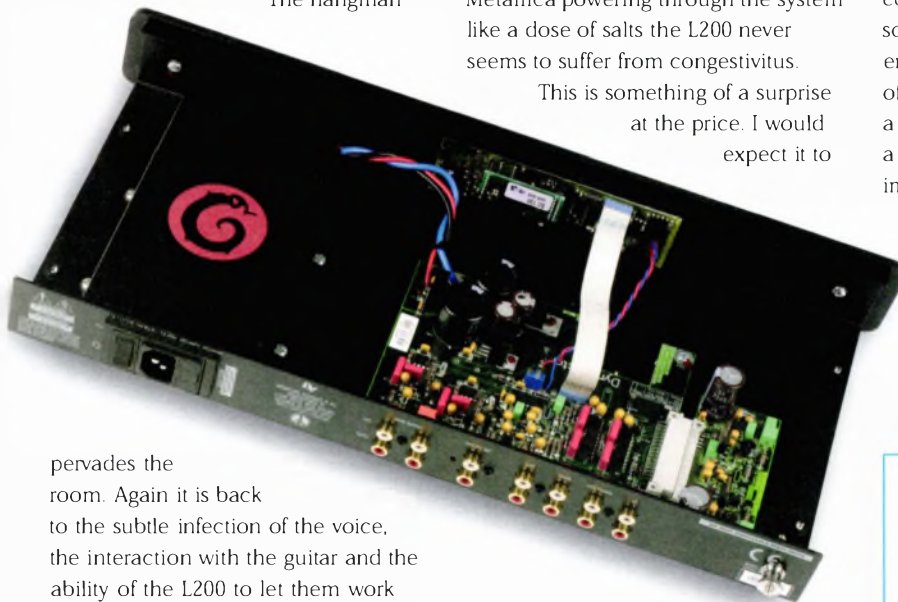 The hangman
Metallica powering through the system
like a dose of salts the L200 never
seems to suffer from congestivitus.
This is something of a surprise
at the price. I would
expect it to
pervades the
room. Again it is back
to the subtle infection of the voice,
the interaction with the guitar and the
ability of the L200 to let them work
of
a
a
in